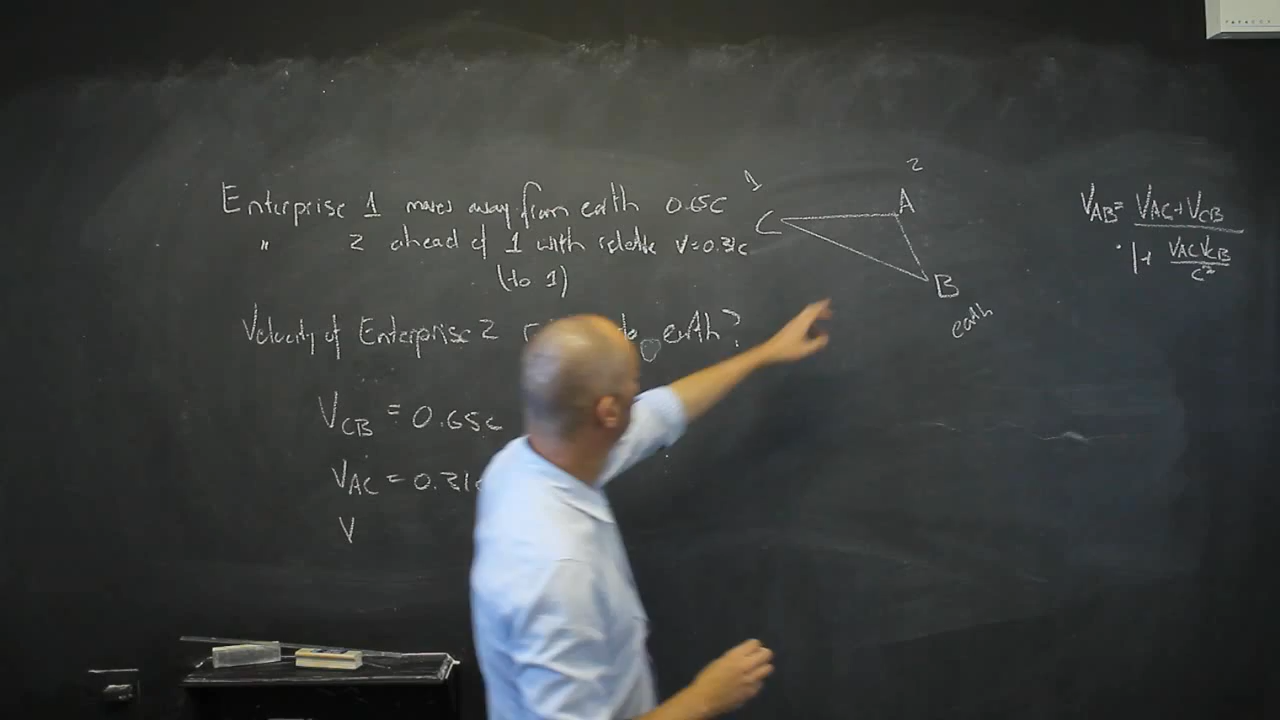 Enterprise 1 moves away from earth 0.65c
" 2 ahead of 1 with relative v=0.31c
(to 1)
Velocity of Enterprise 2 earth?
V_CB = 0.65c
V_AC = 0.31c
V
1
2
C
A
B
earth
V_AB = V_AC + V_CB
1 + V_AC V_CB
c²